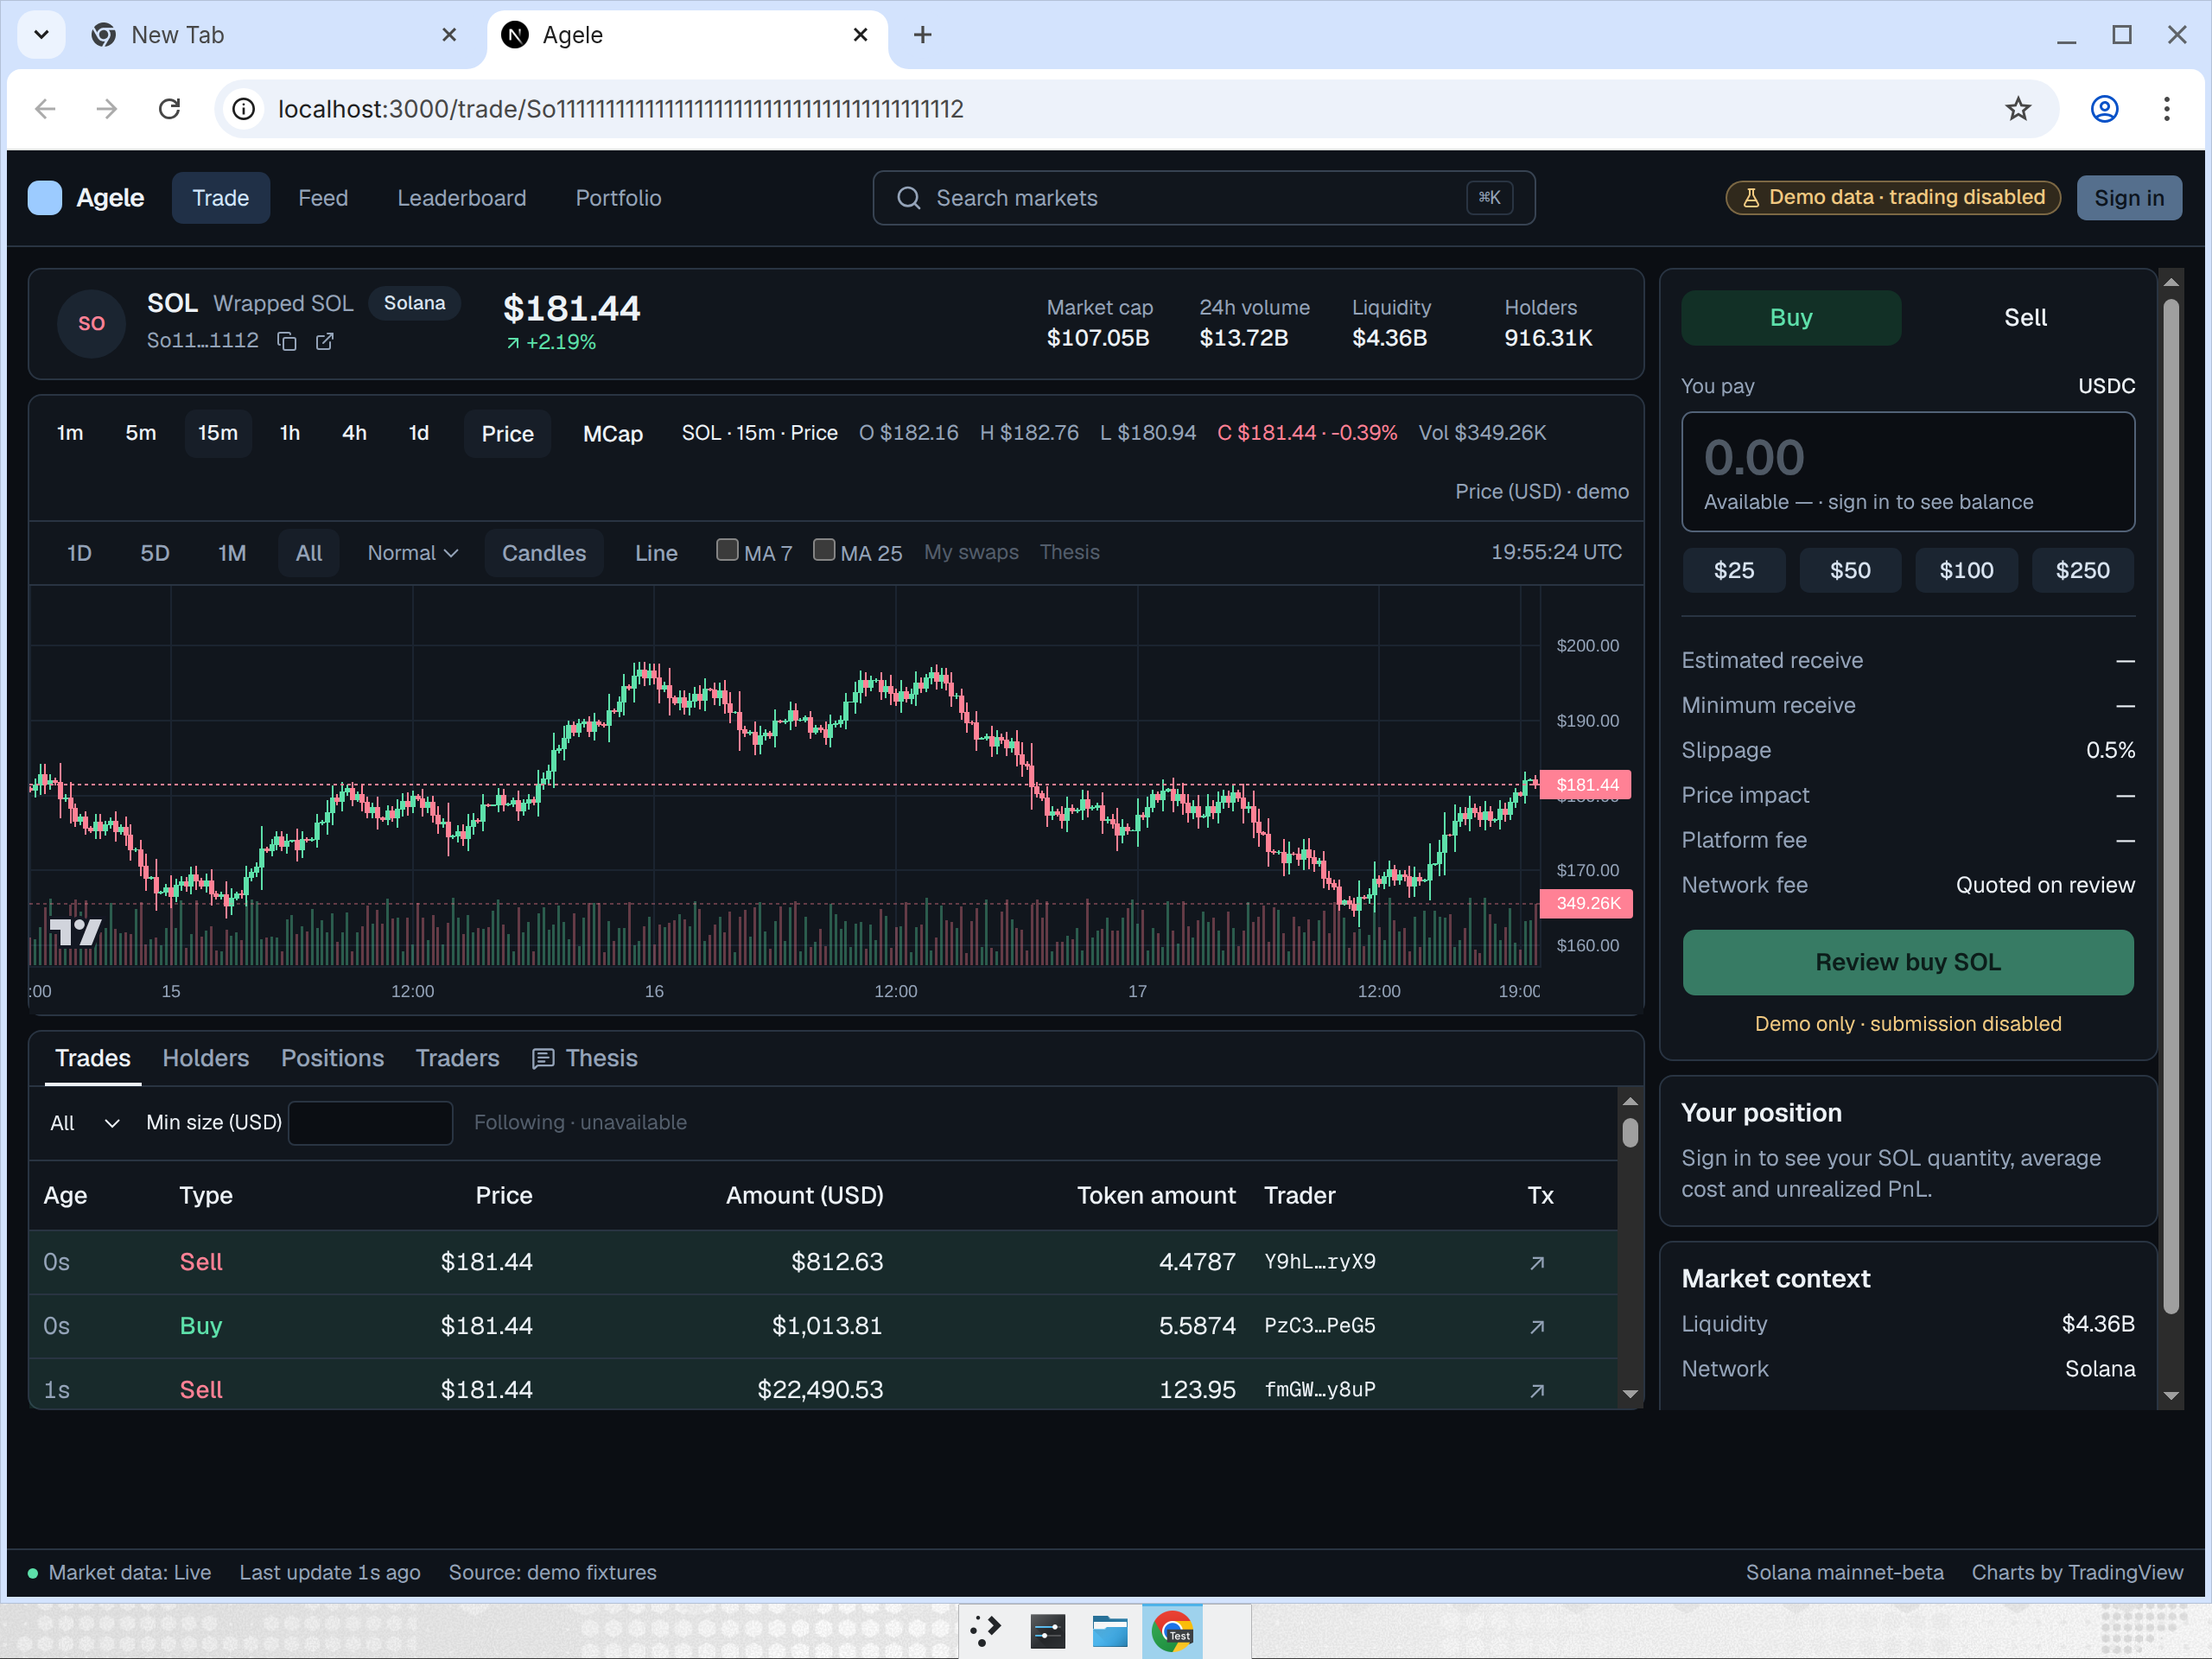 New Tab
Agele
localhost:3000/trade/So11111111111111111111111111111111111111112
Agele Trade Feed Leaderboard Portfolio
Search markets ⌘K
Demo data · trading disabled
Sign in
SO
SOL Wrapped SOL Solana
So11…1112
$181.44
+2.19%
Market cap 24h volume Liquidity Holders
$107.05B $13.72B $4.36B 916.31K
1m 5m 15m 1h 4h 1d Price MCap SOL · 15m · Price O $182.16 H $182.76 L $180.94 C $181.44 · -0.39% Vol $349.26K
Price (USD) · demo
1D 5D 1M All Normal Candles Line MA 7 MA 25 My swaps Thesis 19:55:24 UTC
$200.00
$190.00
$181.44
$170.00
349.26K
$160.00
:00 15 12:00 16 12:00 17 12:00 19:00
Trades Holders Positions Traders Thesis
All Min size (USD) Following · unavailable
Age Type Price Amount (USD) Token amount Trader Tx
0s Sell $181.44 $812.63 4.4787 Y9hL…ryX9
0s Buy $181.44 $1,013.81 5.5874 PzC3…PeG5
1s Sell $181.44 $22,490.53 123.95 fmGW…y8uP
Buy Sell
You pay USDC
0.00
Available — · sign in to see balance
$25 $50 $100 $250
Estimated receive —
Minimum receive —
Slippage 0.5%
Price impact —
Platform fee —
Network fee Quoted on review
Review buy SOL
Demo only · submission disabled
Your position
Sign in to see your SOL quantity, average
cost and unrealized PnL.
Market context
Liquidity $4.36B
Network Solana
Market data: Live Last update 1s ago Source: demo fixtures
Solana mainnet-beta Charts by TradingView
Test